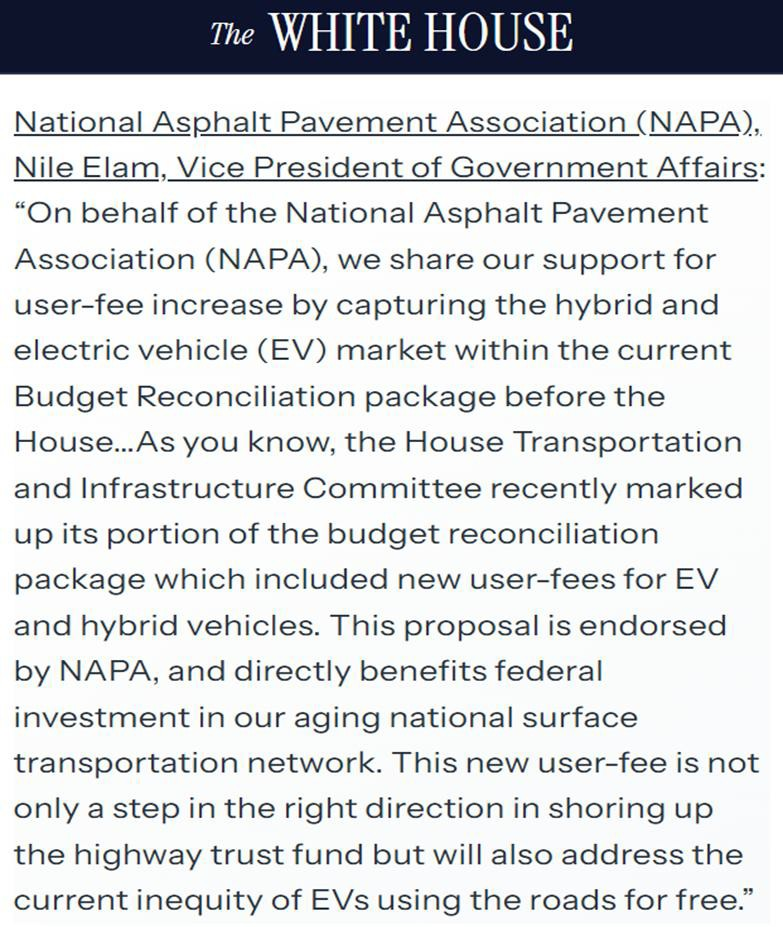 The WHITE HOUSE
National Asphalt Pavement Association (NAPA),
Nile Elam, Vice President of Government Affairs:
“On behalf of the National Asphalt Pavement
Association (NAPA), we share our support for
user-fee increase by capturing the hybrid and
electric vehicle (EV) market within the current
Budget Reconciliation package before the
House...As you know, the House Transportation
and Infrastructure Committee recently marked
up its portion of the budget reconciliation
package which included new user-fees for EV
and hybrid vehicles. This proposal is endorsed
by NAPA, and directly benefits federal
investment in our aging national surface
transportation network. This new user-fee is not
only a step in the right direction in shoring up
the highway trust fund but will also address the
current inequity of EVs using the roads for free.”